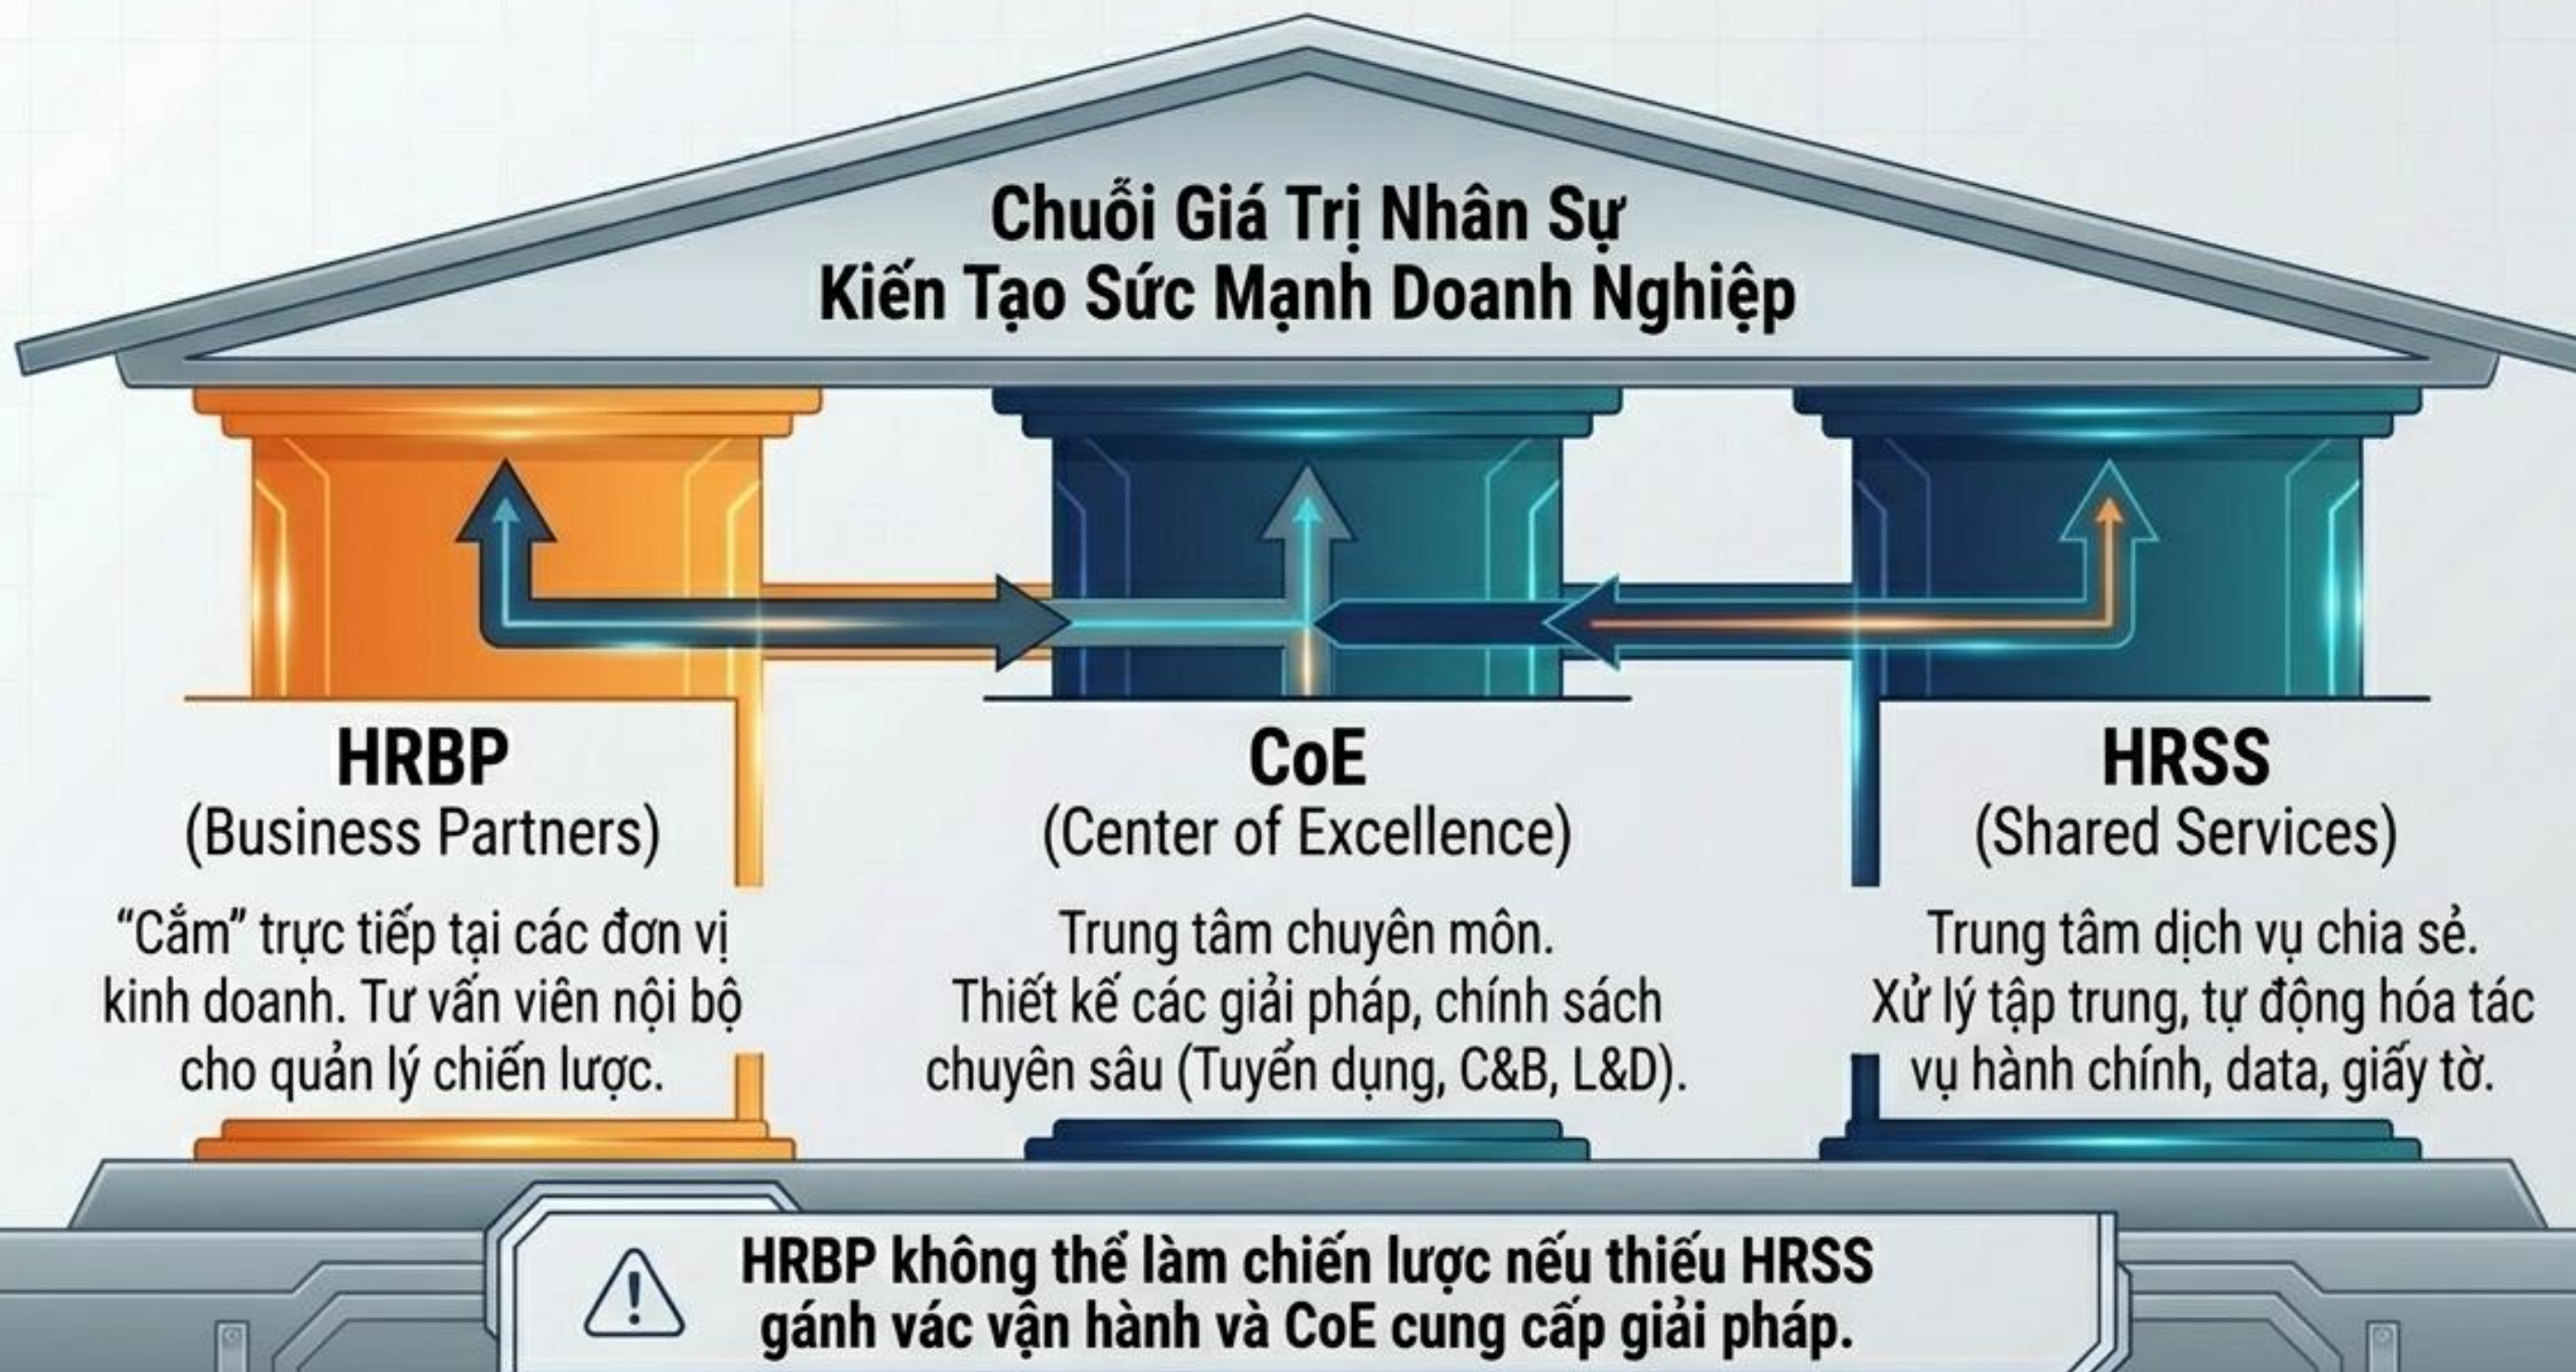 Chuỗi Giá Trị Nhân Sự
Kiến Tạo Sức Mạnh Doanh Nghiệp
HRBP
(Business Partners)
“Cắm” trực tiếp tại các đơn vị
kinh doanh. Tư vấn viên nội bộ
cho quản lý chiến lược.
CoE
(Center of Excellence)
Trung tâm chuyên môn.
Thiết kế các giải pháp, chính sách
chuyên sâu (Tuyển dụng, C&B, L&D).
HRSS
(Shared Services)
Trung tâm dịch vụ chia sẻ.
Xử lý tập trung, tự động hóa tác
vụ hành chính, data, giấy tờ.
HRBP không thể làm chiến lược nếu thiếu HRSS
gánh vác vận hành và CoE cung cấp giải pháp.